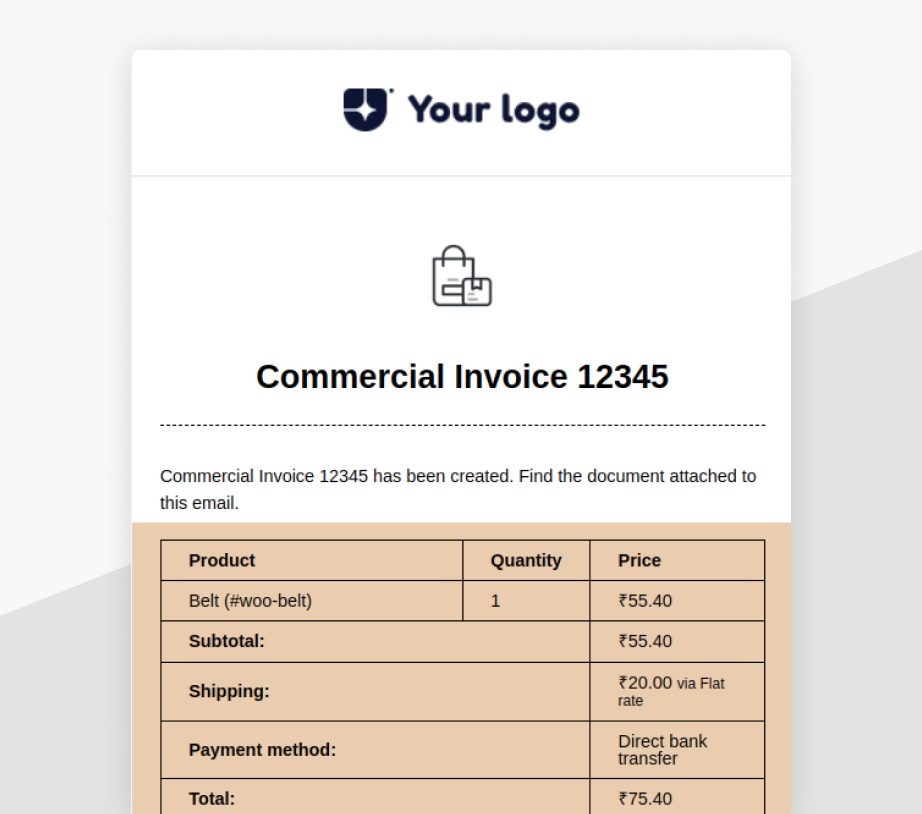 Your logo
Commercial Invoice 12345
Commercial Invoice 12345 has been created. Find the document attached to
this email.
Product Quantity Price
Belt (#woo-belt) 1 ₹55.40
Subtotal: ₹55.40
Shipping: ₹20.00 via Flat
rate
Payment method: Direct bank
transfer
Total: ₹75.40